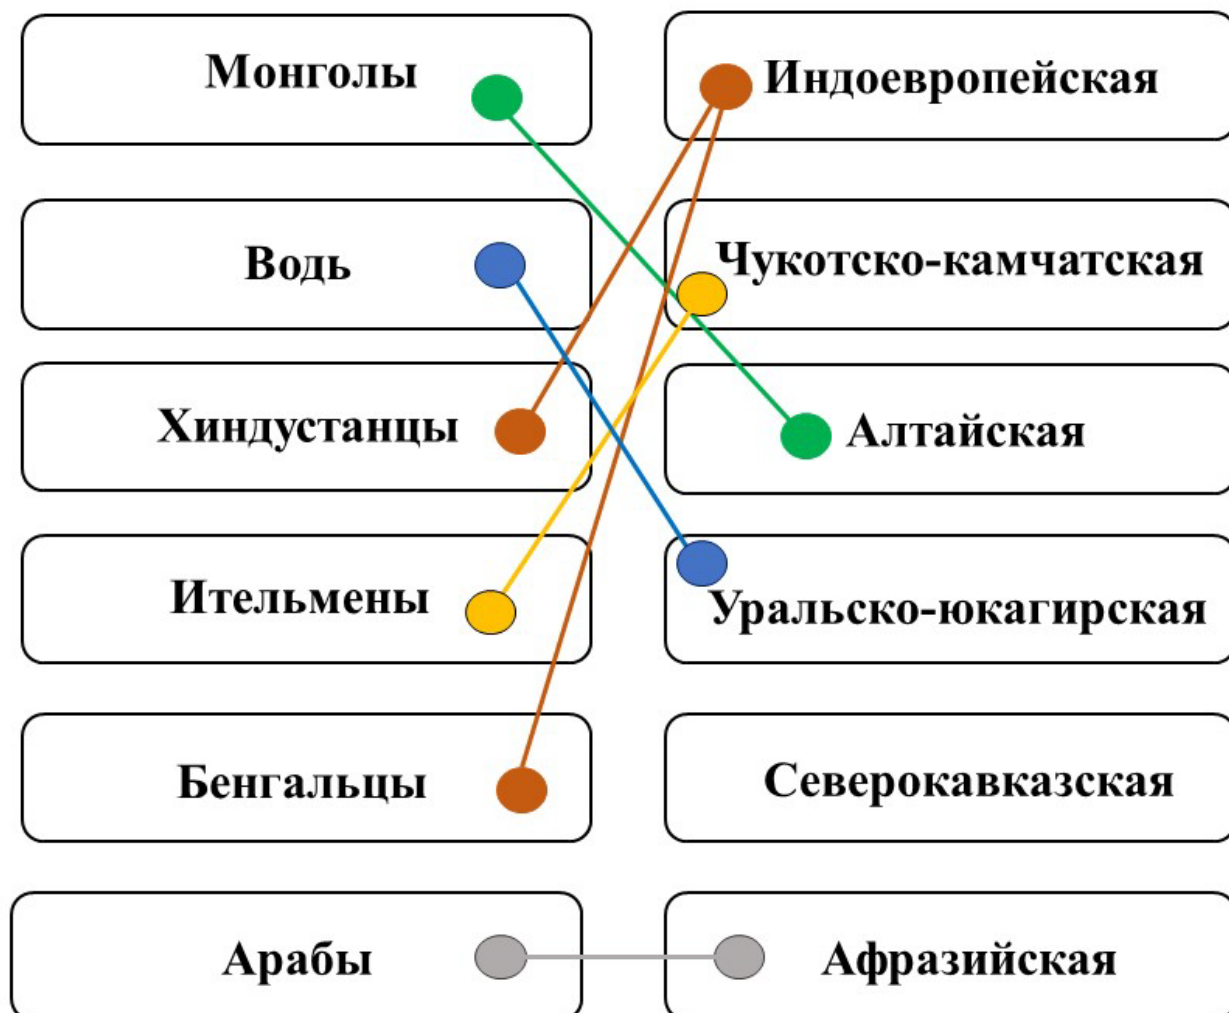 Монголы
Индоевропейская
Водь
Чукотско-камчатская
Хиндустанцы
Алтайская
Ительмены
Уральско-юкагирская
Бенгальцы
Северокавказская
Арабы
Афразийская